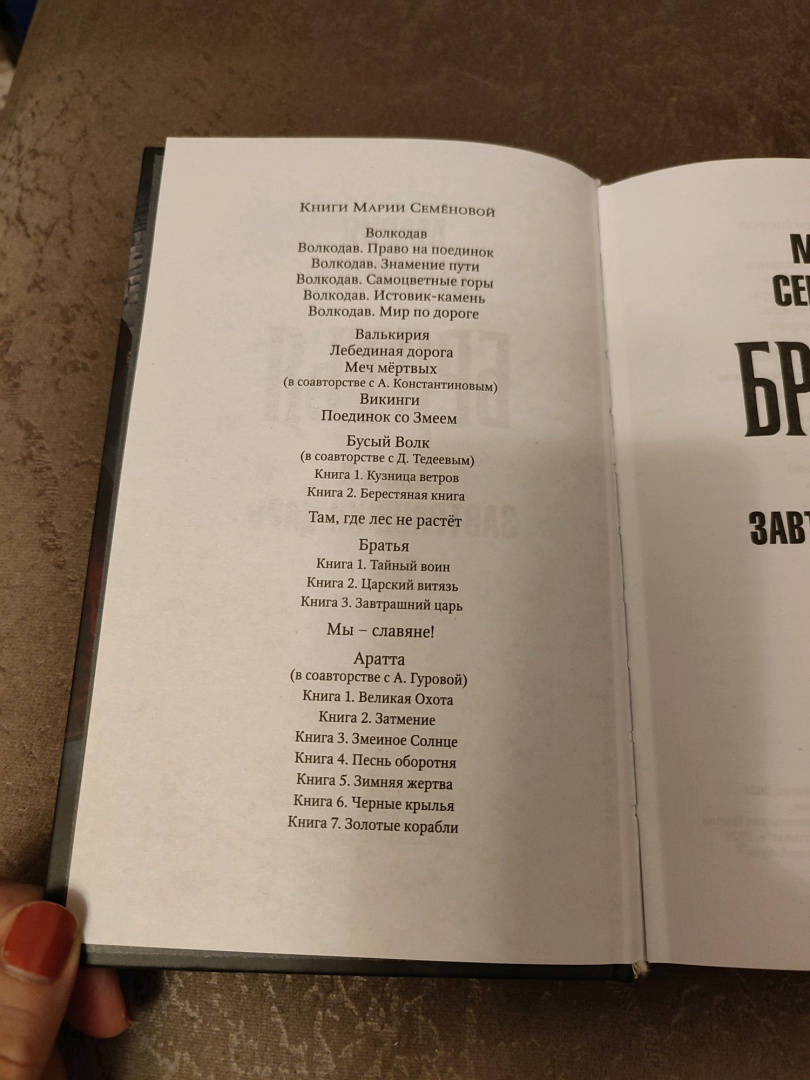 Книги Марии Семёновой
Волкодав
Волкодав. Право на поединок
Волкодав. Знамение пути
Волкодав. Самоцветные горы
Волкодав. Истовик-камень
Волкодав. Мир по дороге
Валькирия
Лебединая дорога
Меч мёртвых
(в соавторстве с А. Константиновым)
Викинги
Поединок со Змеем
Бусый Волк
(в соавторстве с Д. Тедеевым)
Книга 1. Кузница ветров
Книга 2. Берестяная книга
Там, где лес не растёт
Братья
Книга 1. Тайный воин
Книга 2. Царский витязь
Книга 3. Завтрашний царь
Мы – славяне!
Аратта
(в соавторстве с А. Гуровой)
Книга 1. Великая Охота
Книга 2. Затмение
Книга 3. Змеиное Солнце
Книга 4. Песнь оборотня
Книга 5. Зимняя жертва
Книга 6. Черные крылья
Книга 7. Золотые корабли
М
СЕ
БР
ЗАВТ